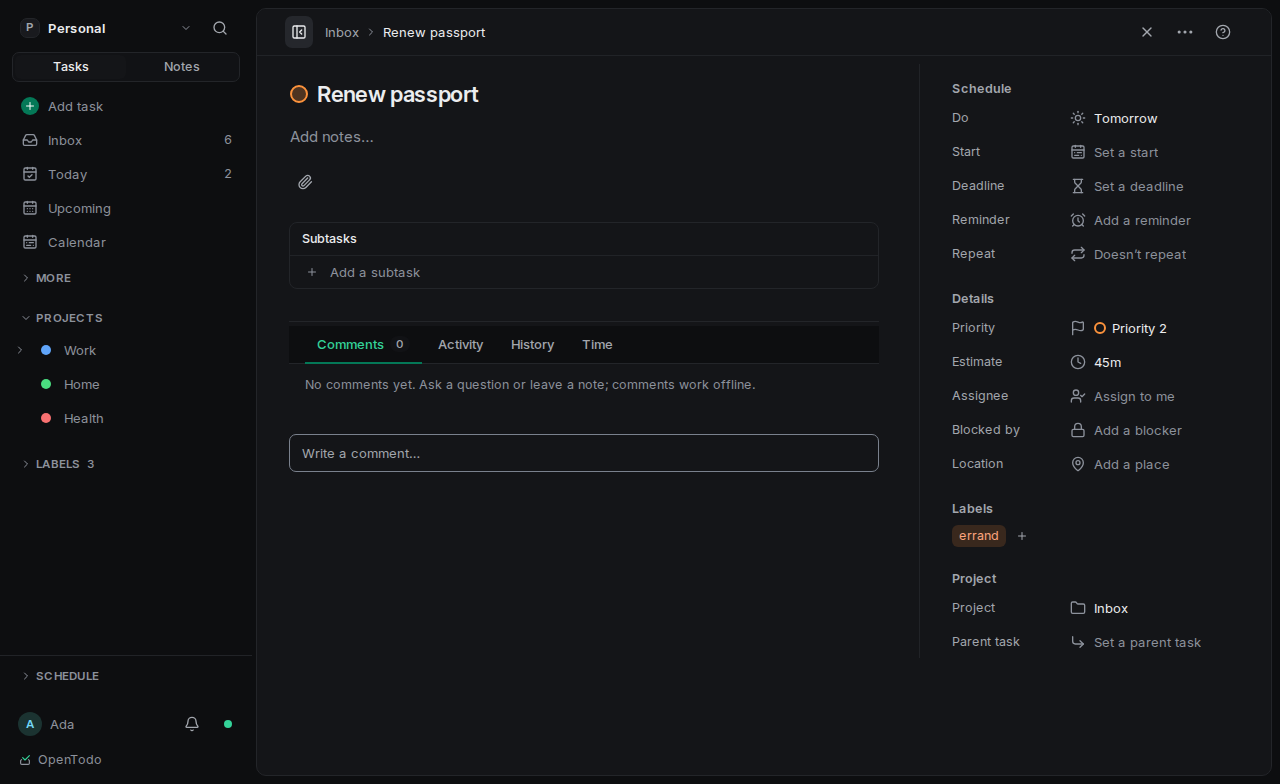 P Personal
Tasks Notes
Add task
Inbox 6
Today 2
Upcoming
Calendar
MORE
PROJECTS
Work
Home
Health
LABELS 3
SCHEDULE
A Ada
OpenTodo
Inbox > Renew passport
Renew passport
Add notes...
Subtasks
+ Add a subtask
Comments 0 Activity History Time
No comments yet. Ask a question or leave a note; comments work offline.
Write a comment...
Schedule
Do Tomorrow
Start Set a start
Deadline Set a deadline
Reminder Add a reminder
Repeat Doesn't repeat
Details
Priority Priority 2
Estimate 45m
Assignee Assign to me
Blocked by Add a blocker
Location Add a place
Labels
errand +
Project
Project Inbox
Parent task Set a parent task